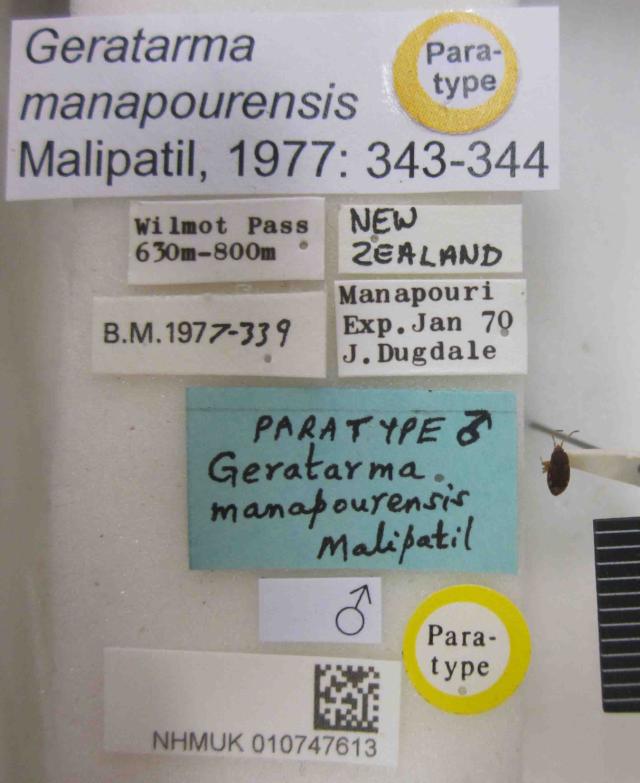 Geratarma
manapourensis
Malipatil, 1977: 343-344
Para-
type
Wilmot Pass
630m-800m
NEW
ZEALAND
B.M.1977-339
Manapouri
Exp.Jan 70
J.Dugdale
PARATYPE ♂
Geratarma
manapourensis
Malipatil
♂
Para-
type
NHMUK 010747613